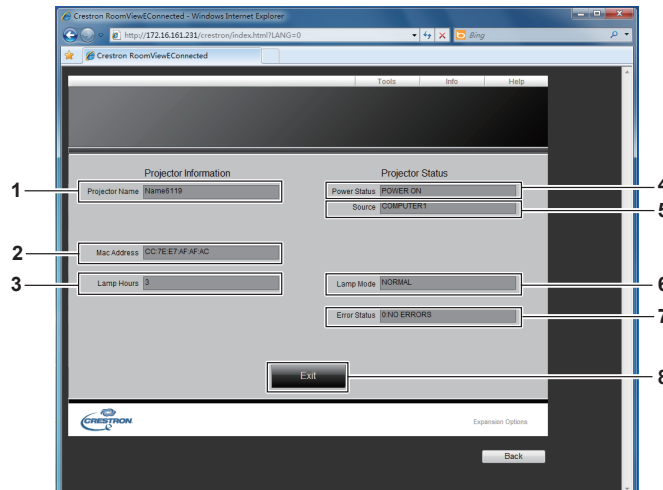 Crestron RoomViewEConnected - Windows Internet Explorer
http://172.16.161.231/crestron/index.html?LANG=0
Bing
Crestron RoomViewEConnected
Tools Info Help
Projector Information Projector Status
1 Projector Name Name6119 Power Status POWER ON 4
Source COMPUTER1 5
2 Mac Address CC:7E:E7:AF:AF:AC
3 Lamp Hours 3 Lamp Mode NORMAL 6
Error Status 0:NO ERRORS 7
Exit 8
CRESTRON Expansion Options
Back